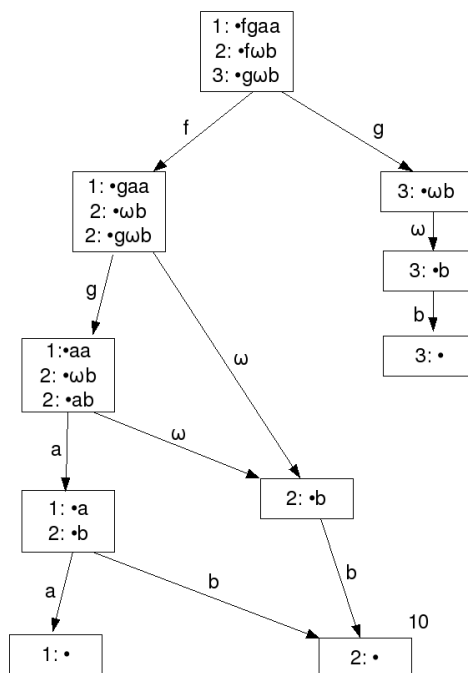 1: •fgaa
2: •fωb
3: •gωb
f
g
1: •gaa
2: •ωb
2: •gωb
3: •ωb
ω
3: •b
g
b
1:•aa
2: •ωb
2: •ab
3: •
ω
a
ω
1: •a
2: •b
2: •b
a
b
b
10
1: •
2: •